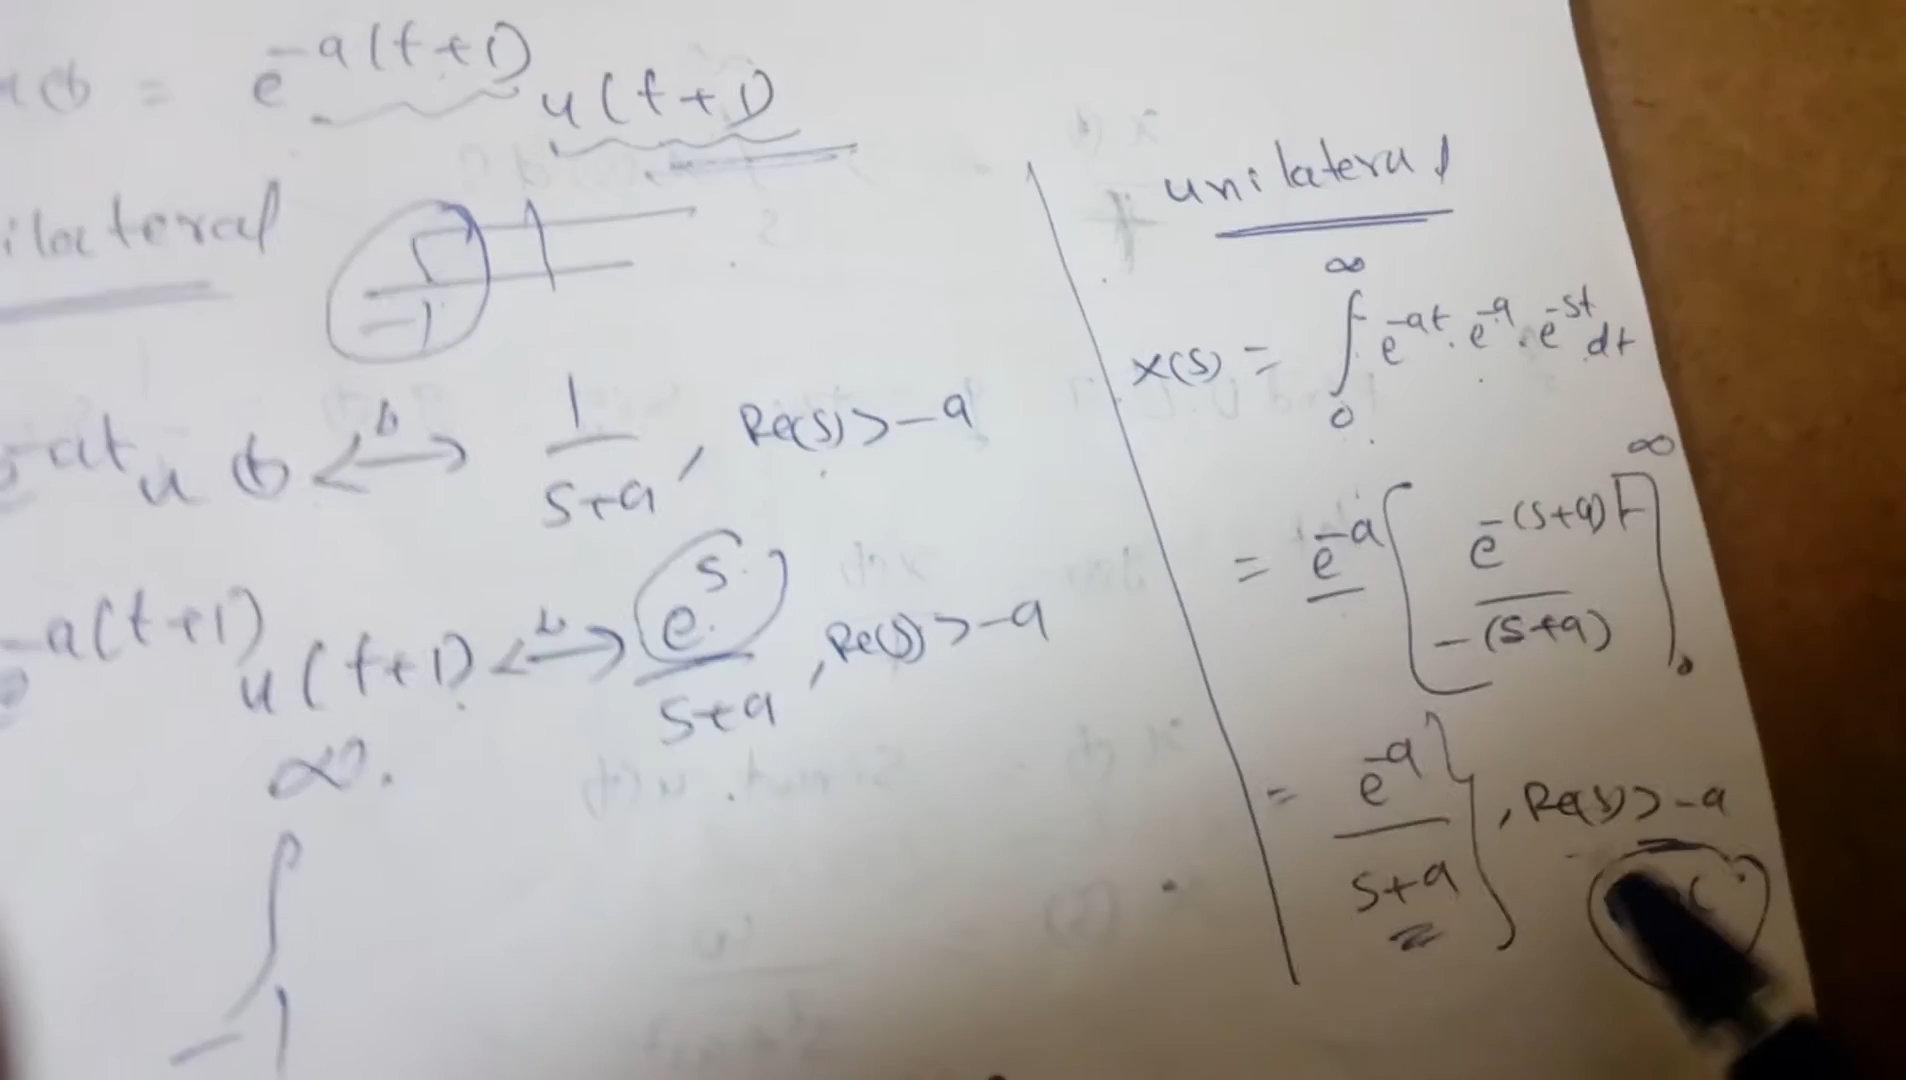 = e^-a(t+1) u(t+1)
ilateral
-1
-at u(t) <-L-> 1/(s+a), Re(s)>-a
-a(t+1) u(t+1) <-L-> e^s/(s+a), Re(s)>-a
∞
∫
-1
unilateral
X(s) = ∫_0^∞ e^-at . e^-a . e^-st dt
= e^-a [ e^-(s+a)t / -(s+a) ]_0^∞
= e^-a/(s+a) }, Re(s)>-a